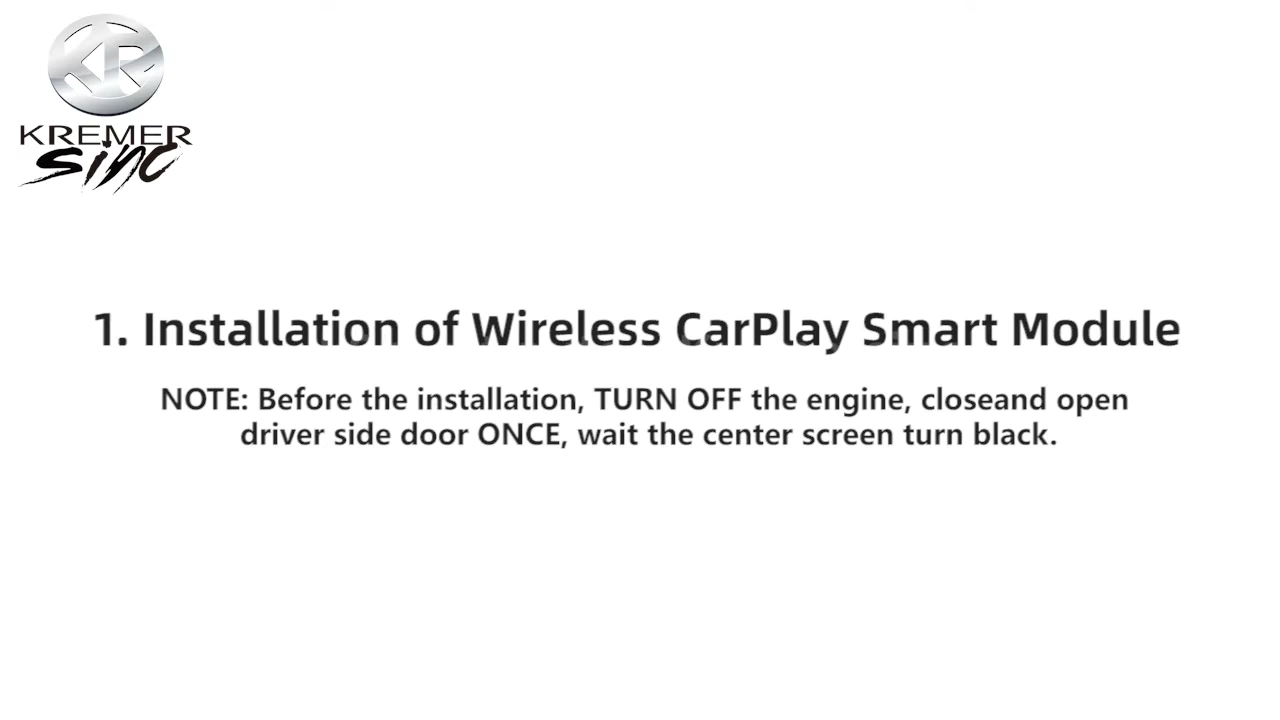 KR
KREMER
sinc
1. Installation of Wireless CarPlay Smart Module
NOTE: Before the installation, TURN OFF the engine, closeand open
driver side door ONCE, wait the center screen turn black.